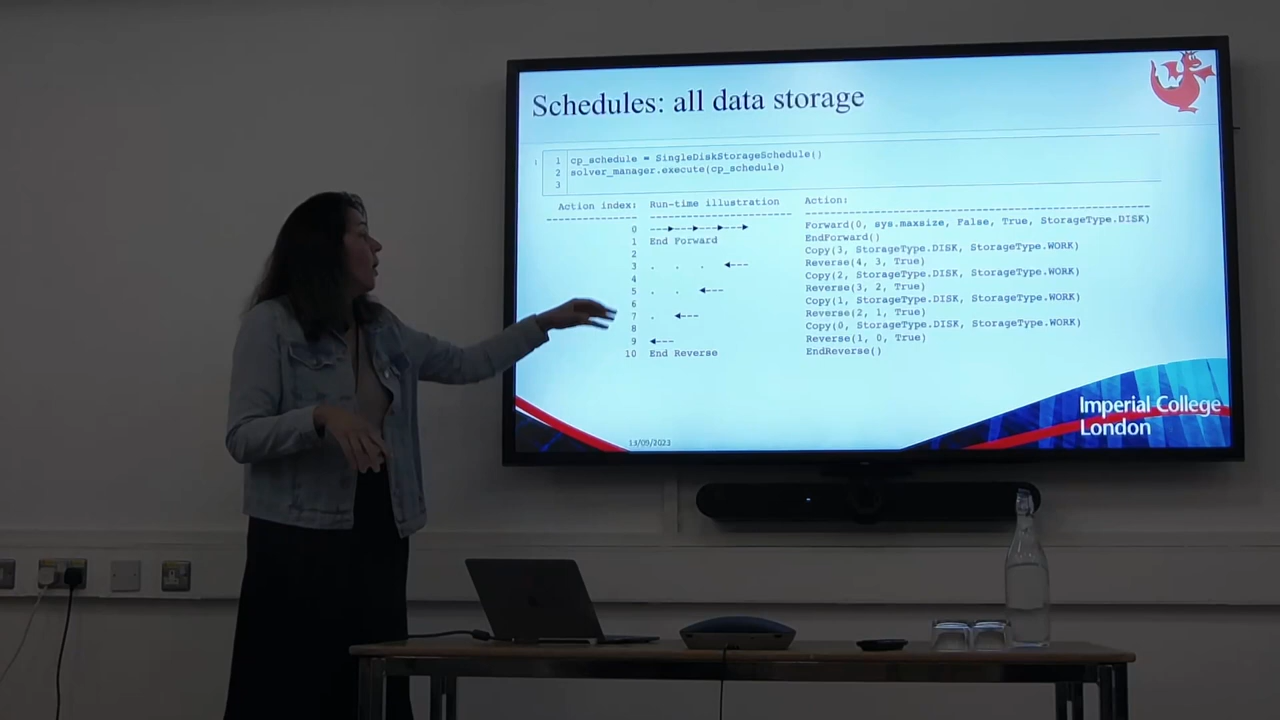 Schedules: all data storage
1 1 cp_schedule = SingleDiskStorageSchedule()
2 solver_manager.execute(cp_schedule)
3
Action index: Run-time illustration Action:
0 Forward(0, sys.maxsize, False, True, StorageType.DISK)
1 End Forward EndForward()
2 Copy(3, StorageType.DISK, StorageType.WORK)
3 Reverse(4, 3, True)
4 Copy(2, StorageType.DISK, StorageType.WORK)
5 Reverse(3, 2, True)
6 Copy(1, StorageType.DISK, StorageType.WORK)
7 Reverse(2, 1, True)
8 Copy(0, StorageType.DISK, StorageType.WORK)
9 Reverse(1, 0, True)
10 End Reverse EndReverse()
Imperial College
London
13/09/2023